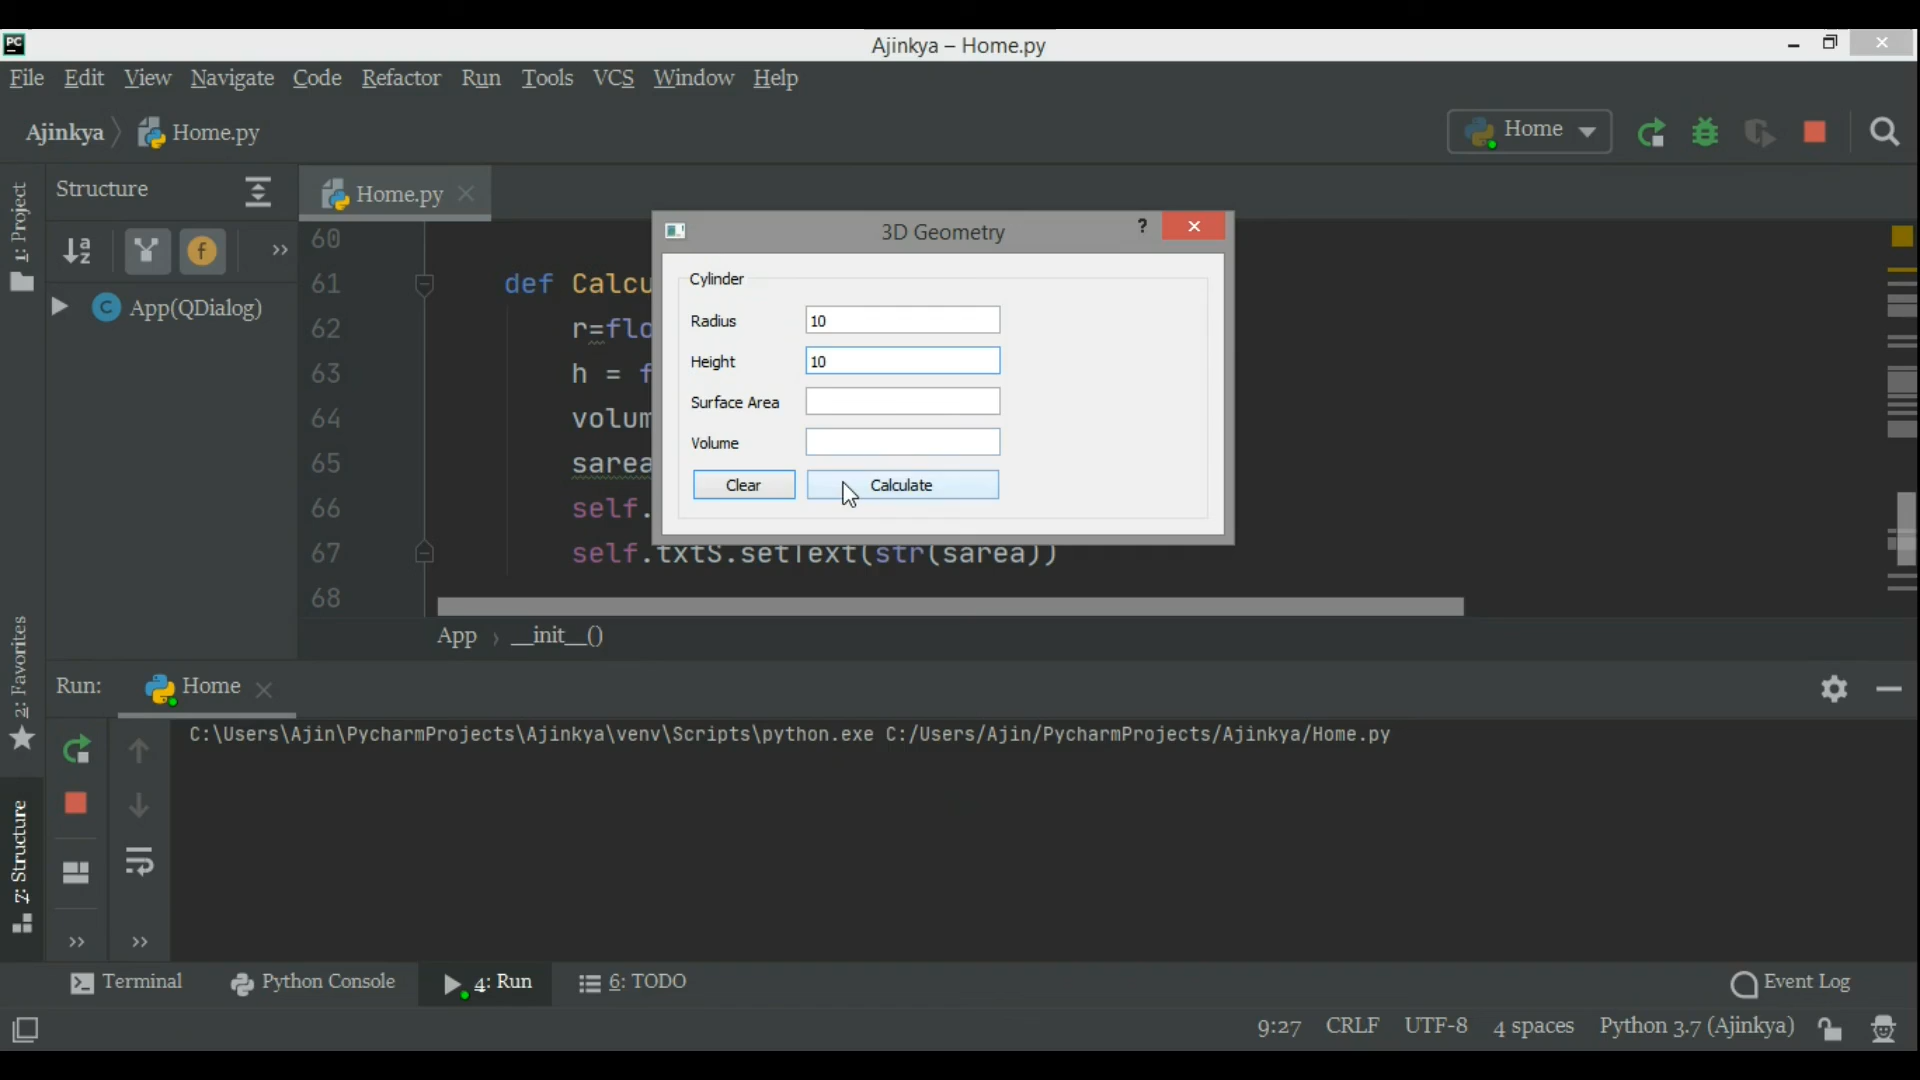 PC
Ajinkya – Home.py
File Edit View Navigate Code Refactor Run Tools VCS Window Help
Ajinkya Home.py
Home
1: Project
Structure
Home.py
App(QDialog)
60
61 def Calcu
62 r=flo
63 h = f
64 volum
65 sarea
66 self.
67 self.txtS.setText(str(sarea))
68
App › __init__()
3D Geometry ?
Cylinder
Radius 10
Height 10
Surface Area
Volume
Clear Calculate
2: Favorites
Z: Structure
Run: Home
C:\Users\Ajin\PycharmProjects\Ajinkya\venv\Scripts\python.exe C:/Users/Ajin/PycharmProjects/Ajinkya/Home.py
Terminal Python Console 4: Run 6: TODO Event Log
9:27 CRLF UTF-8 4 spaces Python 3.7 (Ajinkya)